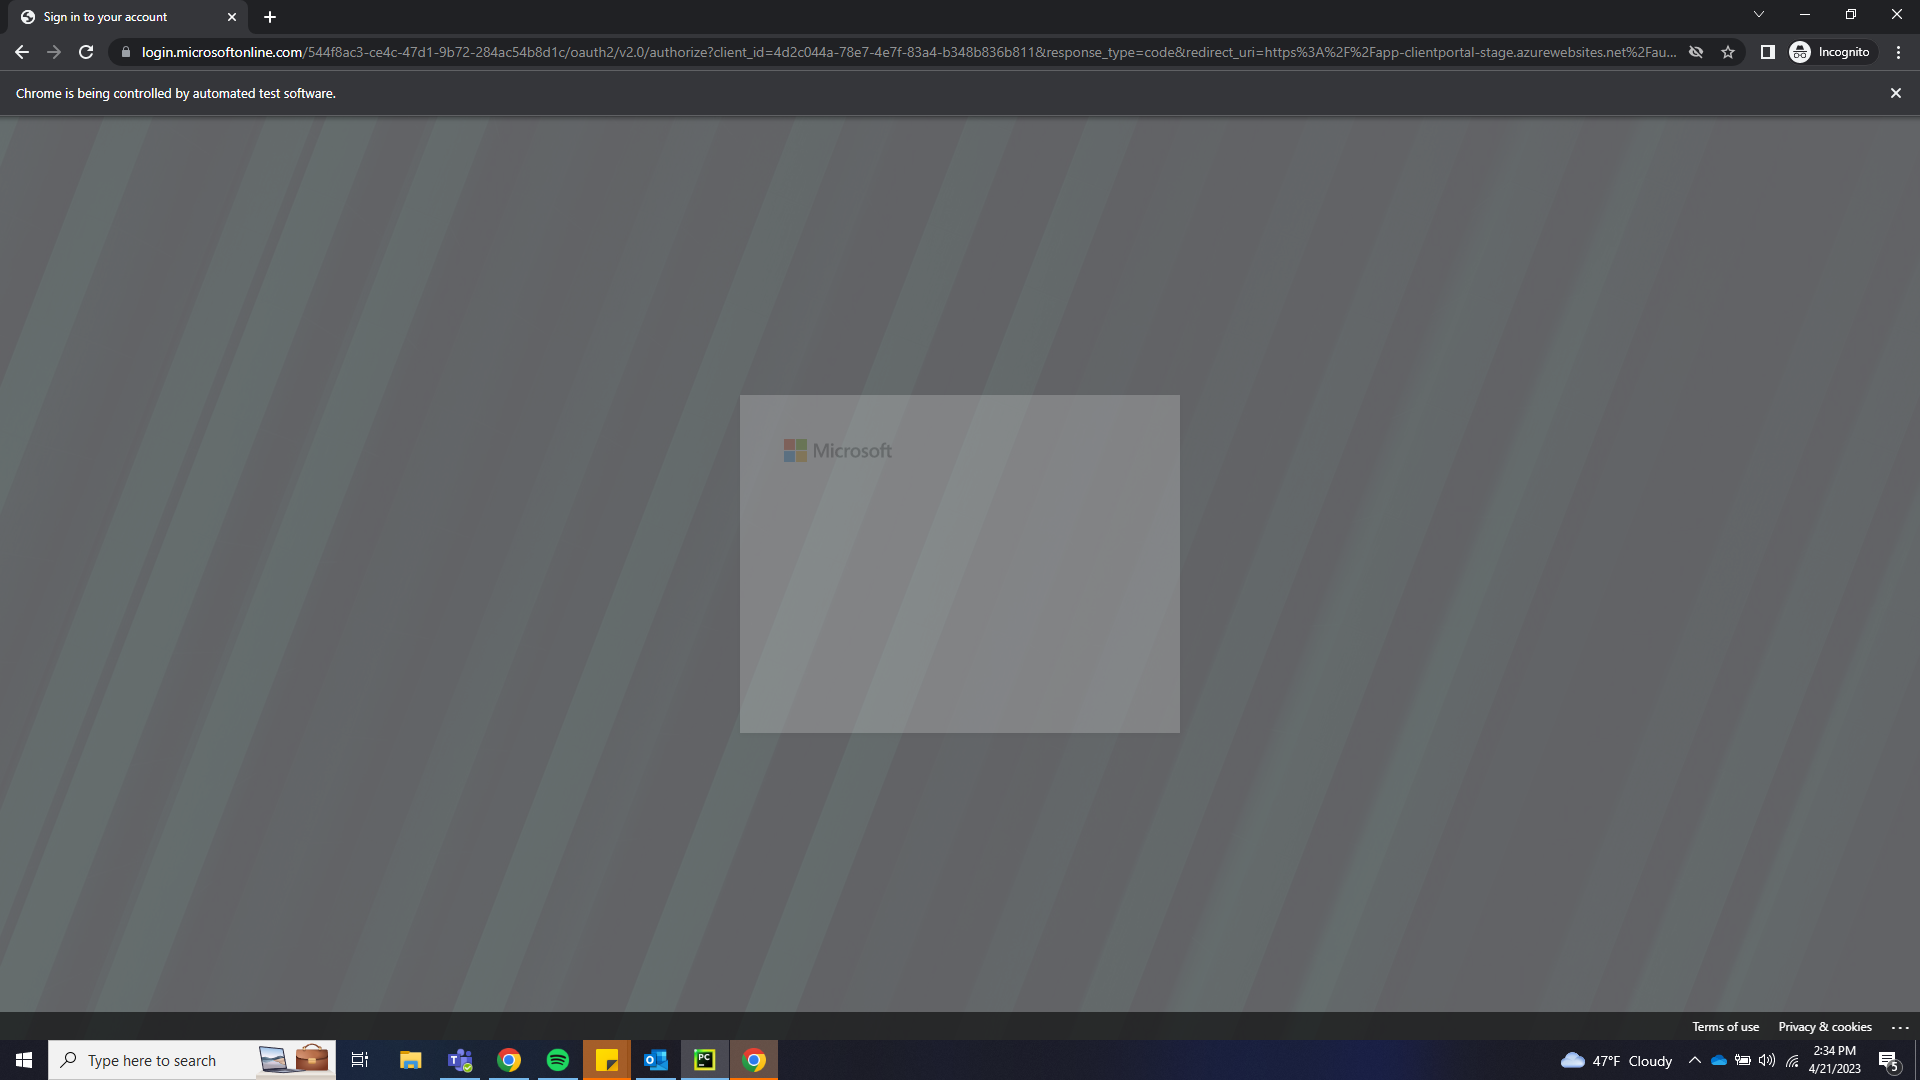 Sign in to your account
login.microsoftonline.com/544f8ac3-ce4c-47d1-9b72-284ac54b8d1c/oauth2/v2.0/authorize?client_id=4d2c044a-78e7-4e7f-83a4-b348b836b811&response_type=code&redirect_uri=https%3A%2F%2Fapp-clientportal-stage.azurewebsites.net%2Fau...
Incognito
Chrome is being controlled by automated test software.
Microsoft
Terms of use
Privacy & cookies
Type here to search
PC
47°F Cloudy
2:34 PM
4/21/2023
5